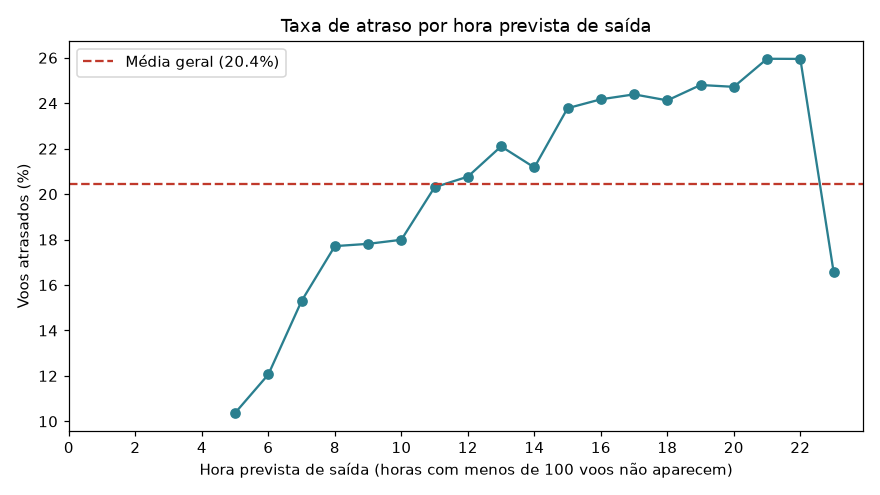 Taxa de atraso por hora prevista de saída
Média geral (20.4%)
Voos atrasados (%)
26
24
22
20
18
16
14
12
10
0 2 4 6 8 10 12 14 16 18 20 22
Hora prevista de saída (horas com menos de 100 voos não aparecem)